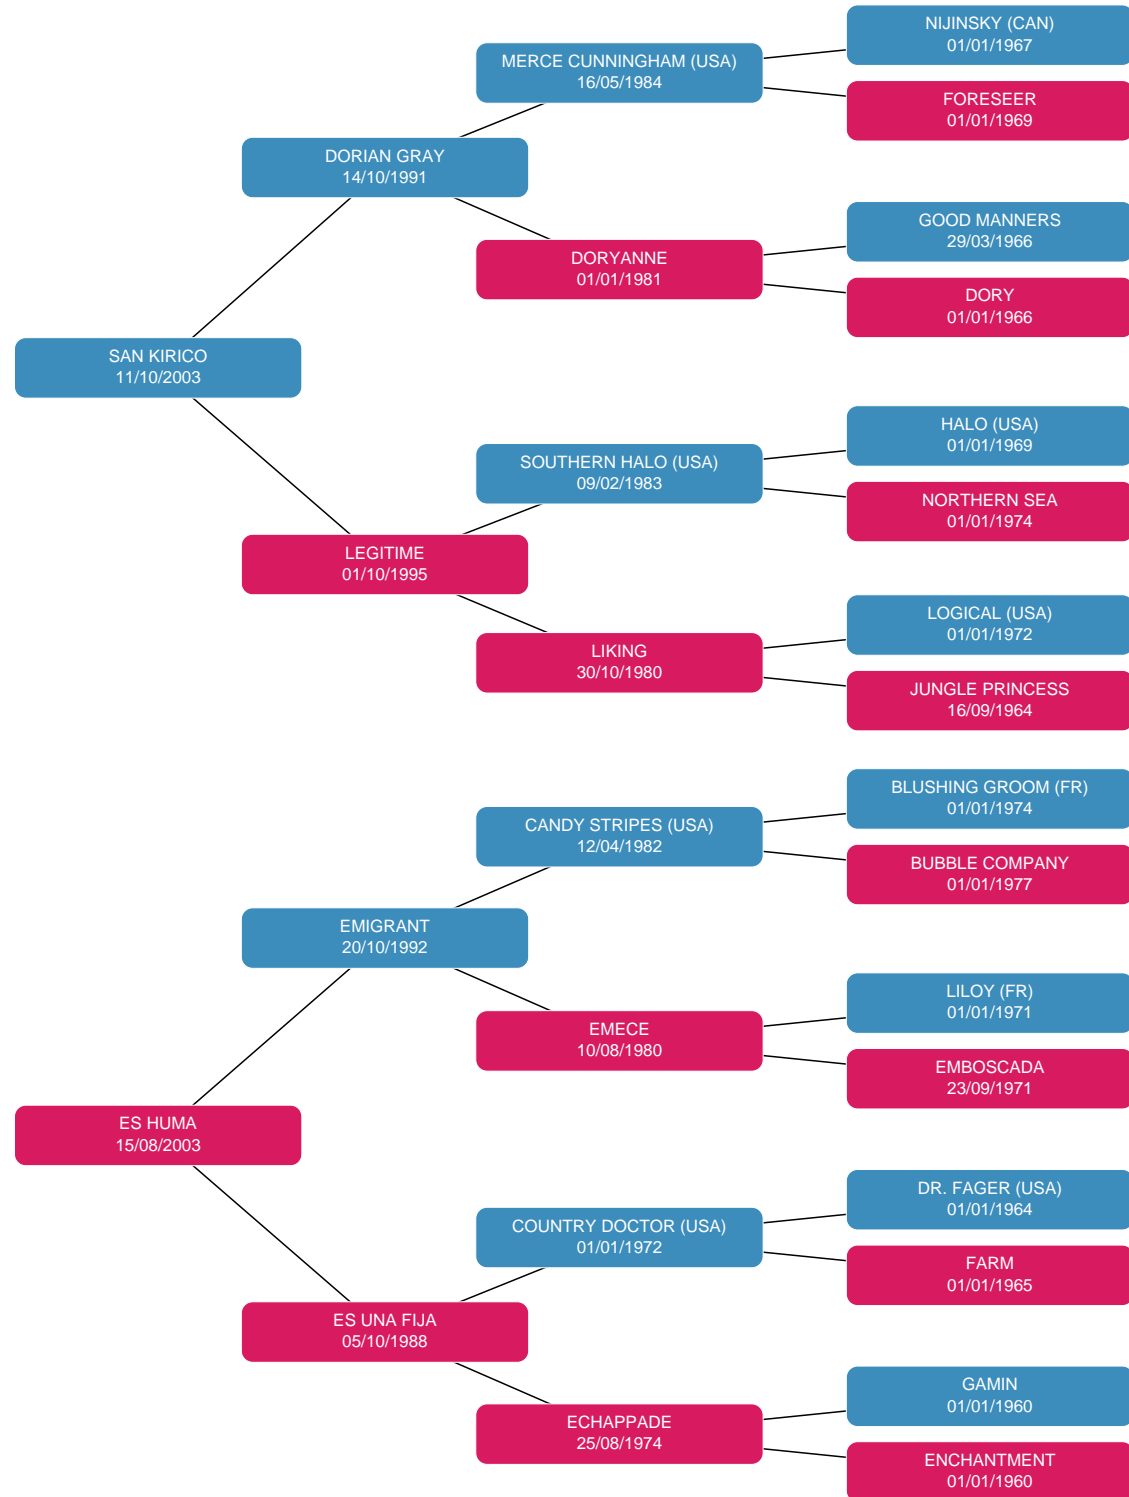 NIJINSKY (CAN)
01/01/1967
MERCE CUNNINGHAM (USA)
16/05/1984
FORESEER
01/01/1969
DORIAN GRAY
14/10/1991
GOOD MANNERS
29/03/1966
DORYANNE
01/01/1981
DORY
01/01/1966
SAN KIRICO
11/10/2003
HALO (USA)
01/01/1969
SOUTHERN HALO (USA)
09/02/1983
NORTHERN SEA
01/01/1974
LEGITIME
01/10/1995
LOGICAL (USA)
01/01/1972
LIKING
30/10/1980
JUNGLE PRINCESS
16/09/1964
BLUSHING GROOM (FR)
01/01/1974
CANDY STRIPES (USA)
12/04/1982
BUBBLE COMPANY
01/01/1977
EMIGRANT
20/10/1992
LILOY (FR)
01/01/1971
EMECE
10/08/1980
EMBOSCADA
23/09/1971
ES HUMA
15/08/2003
DR. FAGER (USA)
01/01/1964
COUNTRY DOCTOR (USA)
01/01/1972
FARM
01/01/1965
ES UNA FIJA
05/10/1988
GAMIN
01/01/1960
ECHAPPADE
25/08/1974
ENCHANTMENT
01/01/1960